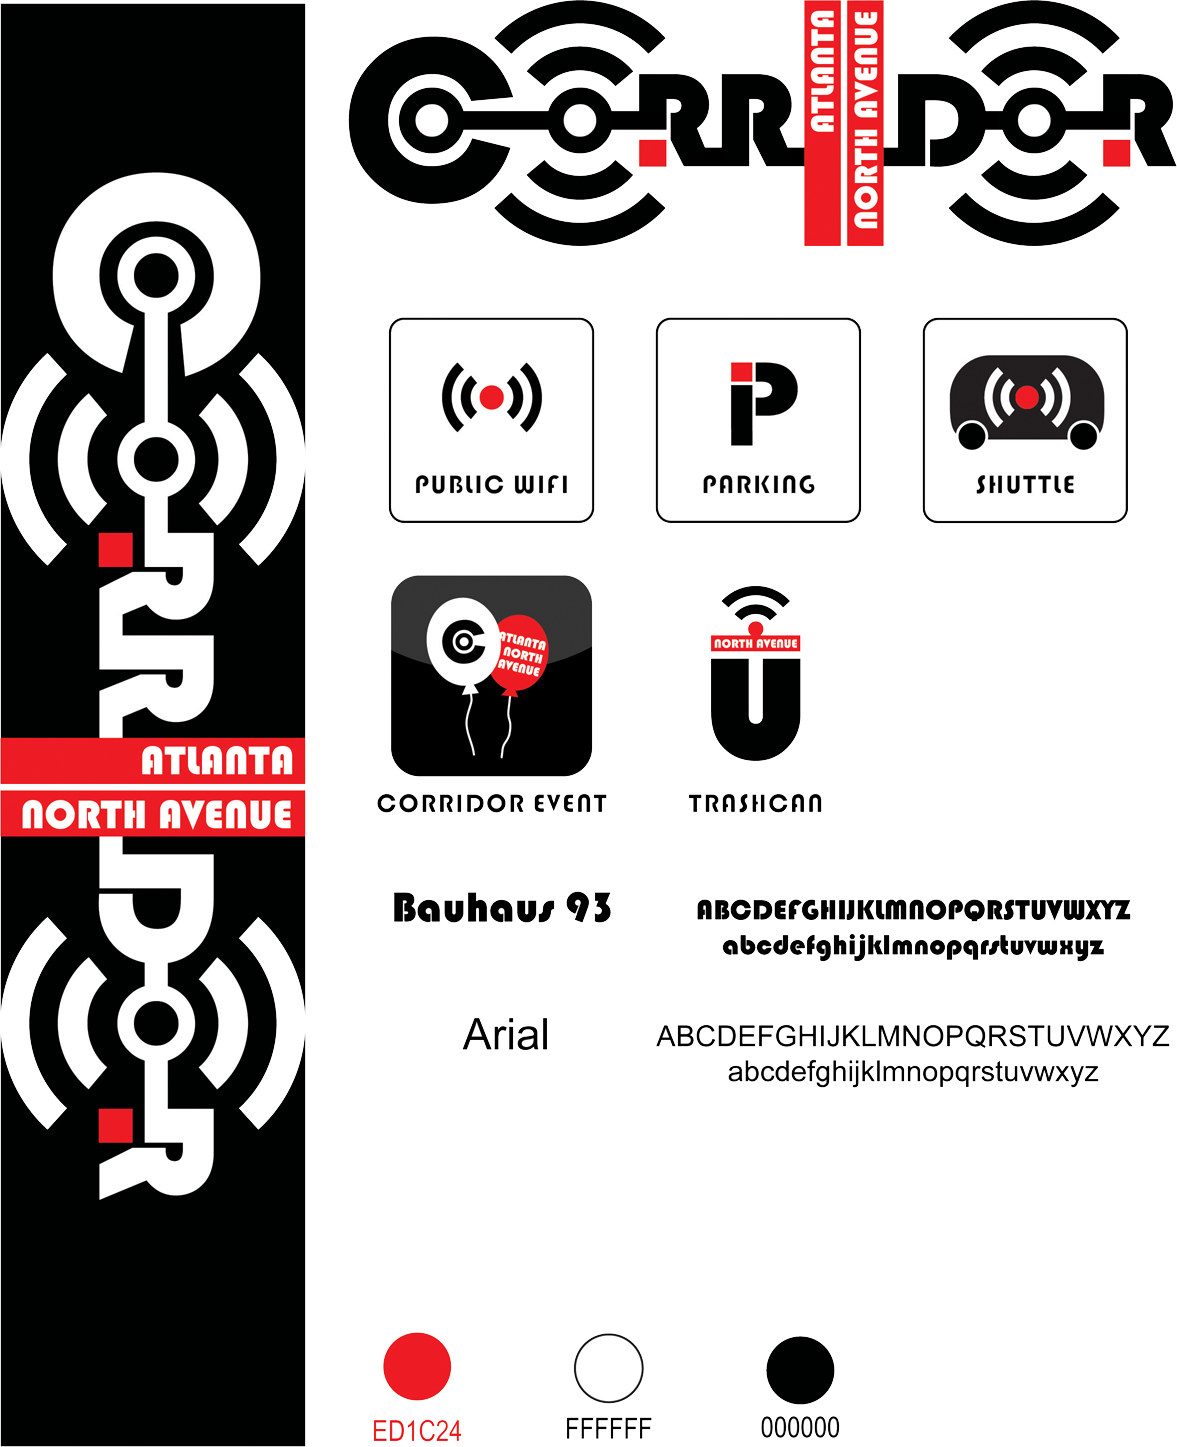 CORRIDOR
ATLANTA
NORTH AVENUE
CORRIDOR
ATLANTA
NORTH AVENUE
P
PUBLIC WIFI
PARKING
SHUTTLE
C
ATLANTA
NORTH
AVENUE
NORTH AVENUE
CORRIDOR EVENT
TRASHCAN
Bauhaus 93
ABCDEFGHIJKLMNOPQRSTUVWXYZ
abcdefghijklmnopqrstuvwxyz
Arial
ABCDEFGHIJKLMNOPQRSTUVWXYZ
abcdefghijklmnopqrstuvwxyz
ED1C24
FFFFFF
000000